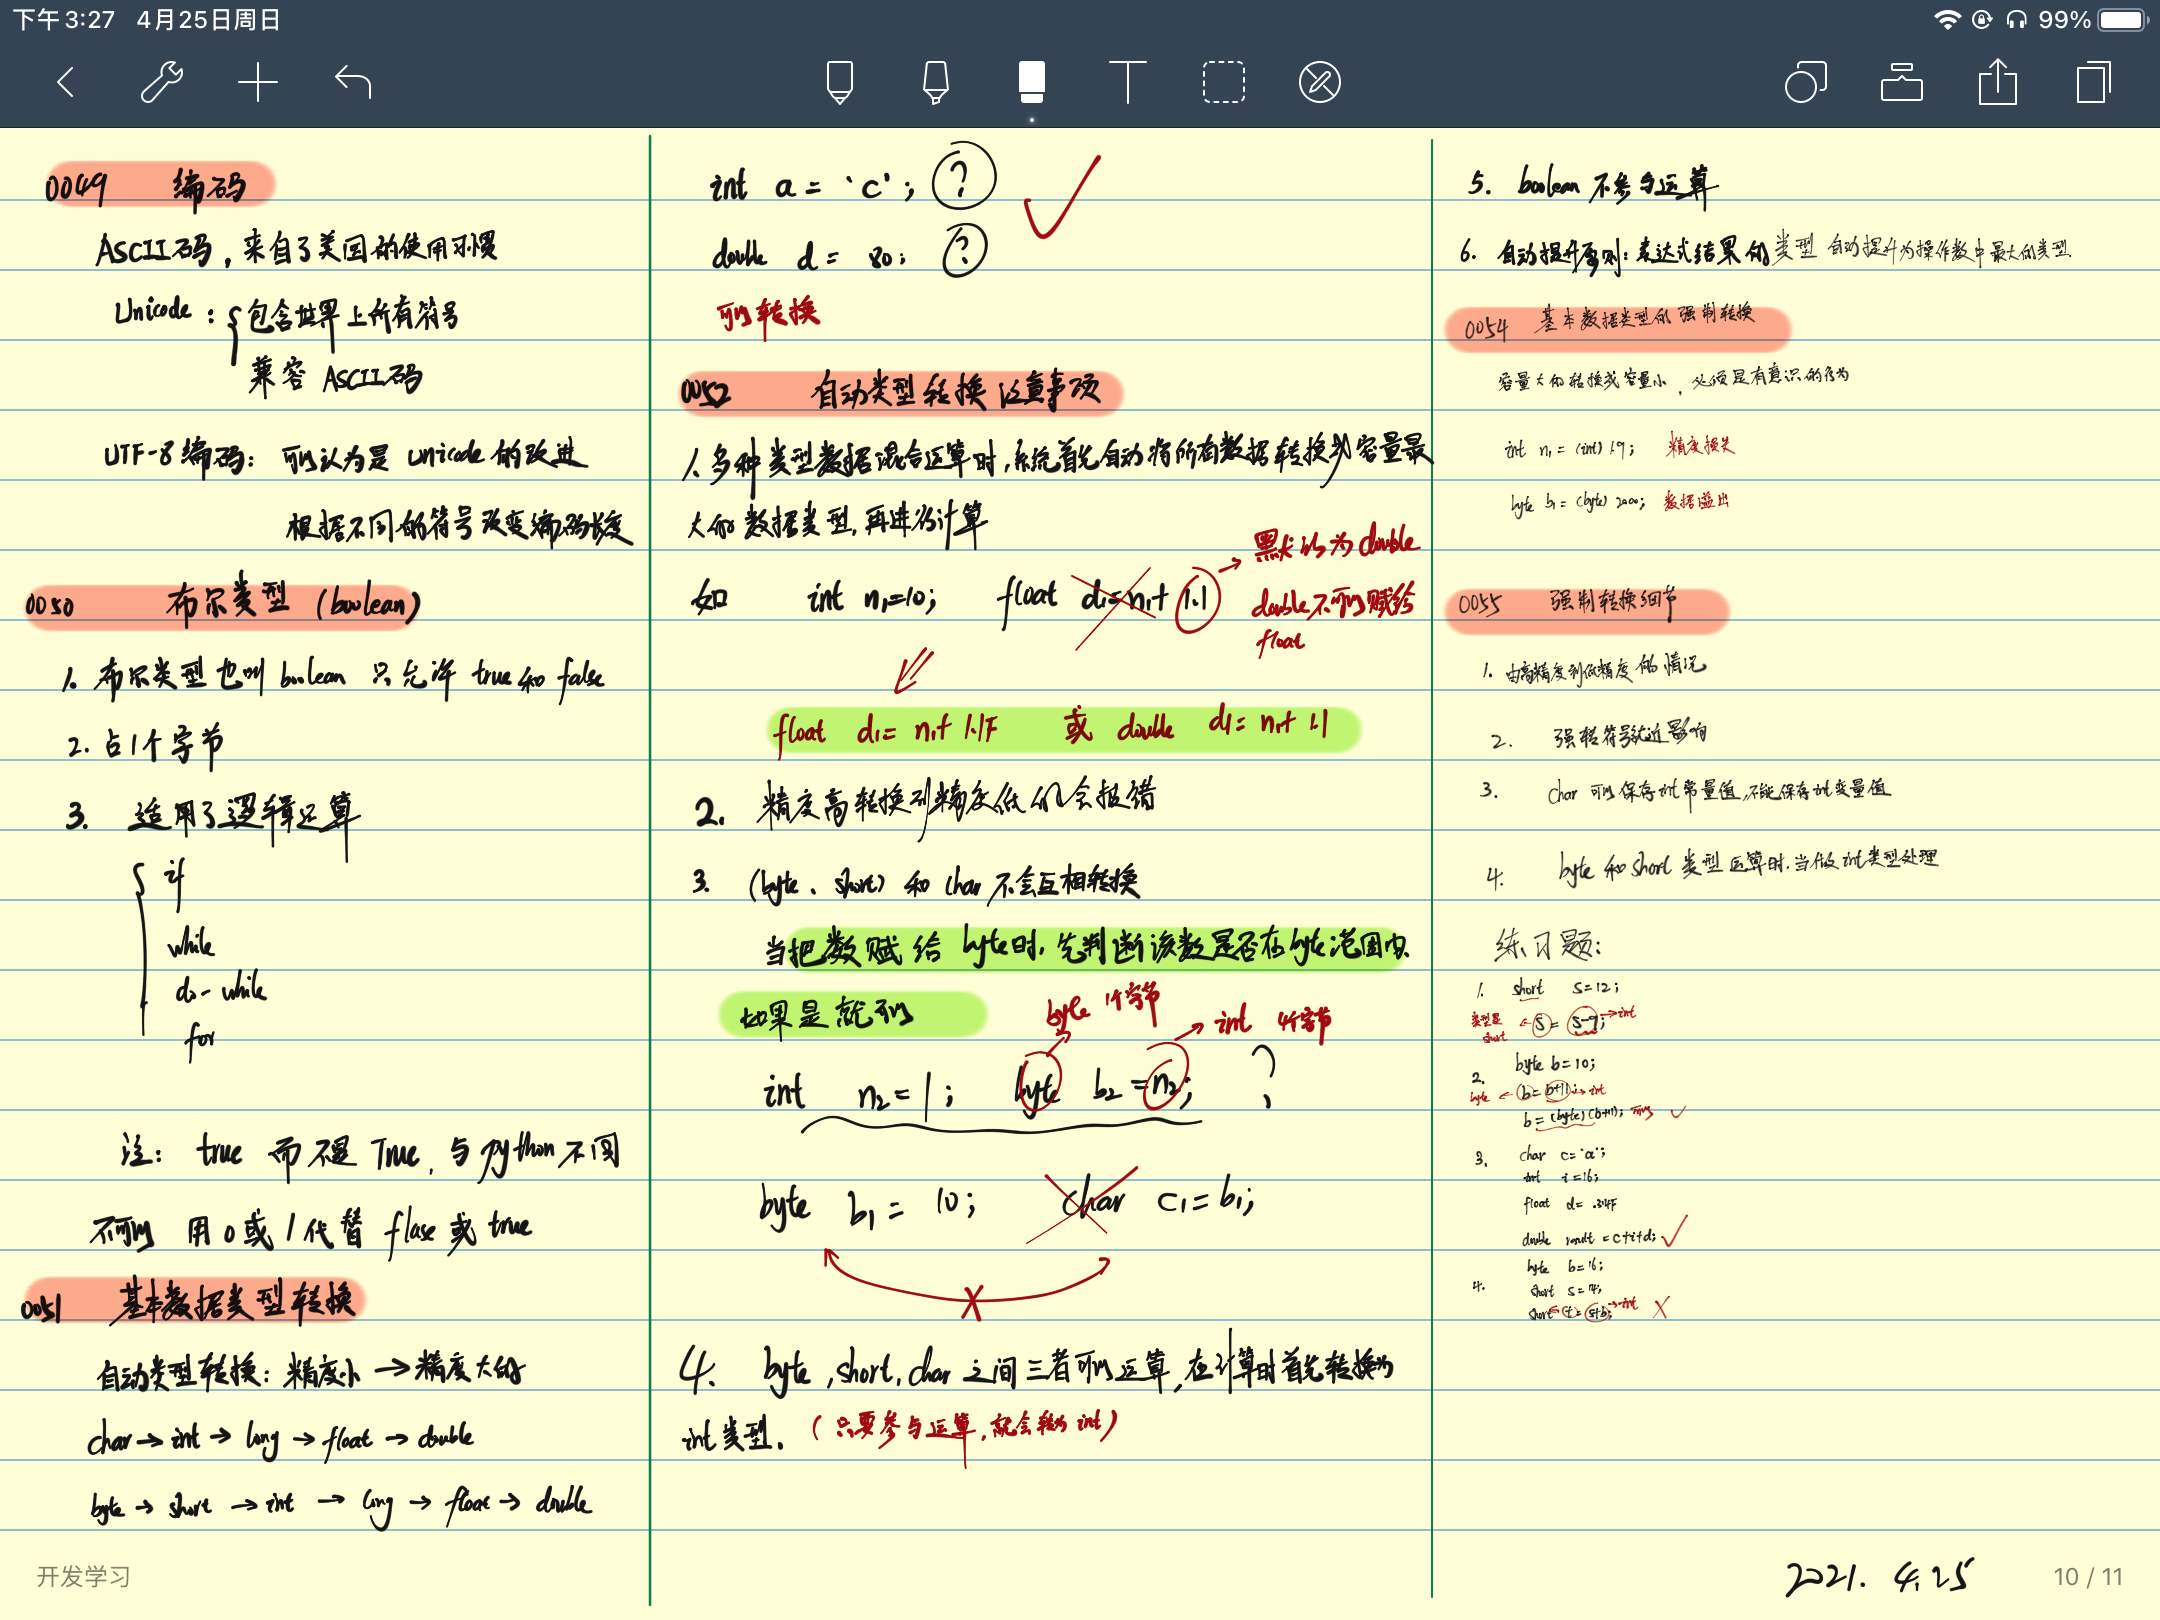 下午3:27 4月25日周日
99%
0049 编码
ASCII码，来自了美国的使用习惯
Unicode：{包含世界上所有符号
兼容 ASCII码
UTF-8编码：可以认为是 unicode 的改进
根据不同的符号改变编码长度
0050 布尔类型 (boolean)
1. 布尔类型也叫 boolean 只允许 true 和 false
2. 占1个字节
3. 适用了逻辑运算
{ if
while
do-while
for
注：true 而不是 True，与 Python 不同
不可以 用 0 或 1 代替 flase 或 true
0051 基本数据类型转换
自动类型转换：精度小 → 精度大的
char → int → long → float → double
byte → short → int → long → float → double
开发学习
int a = 'c'; ?
double d = 80; ?
可以转换
0052 自动类型转换 注意事项
1. 多种类型数据混合运算时，系统首先自动将所有数据转换成容量最
大的数据类型，再进行计算
如 int n1=10; float d1=n1+1.1
→ 默认为 double
double 不可以赋给
float
float d1= n1+1.1F 或 double d1= n1+1.1
2. 精度高转换到精度低的会报错
3. (byte、short) 和 char 不会互相转换
当把数赋给 byte时，先判断该数是否在byte范围内
如果是就可以
byte 1个字节
int 4个字节
int n2=1; byte b2=n2; ?
byte b1= 10; char c1=b1;
X
4. byte, short, char 之间三者可以运算，在计算时首先转换为
int 类型. (只要参与运算，就会转为 int)
5. boolean 不参与运算
6. 自动提升原则：表达式结果的类型 自动提升为操作数中最大的类型
0054 基本数据类型的强制转换
容量大的转换成容量小，必须是有意识的行为
int n1 = (int) 1.9; 精度损失
byte b1 = (byte) 2000; 数据溢出
0055 强制转换细节
1. 由高精度到低精度的情况
2. 强转符号就近影响
3. char 可以保存 int 常量值，不能保存 int 变量值
4. byte 和 short 类型 运算时，当做 int 类型处理
练习题：
1. short s=12;
类型是 ← s = s-9; → int
short
byte b=10;
2.
byte ← b = b+11; → int
b = (byte)(b+11); 可以
3. char c='a';
int i=16;
float d= .314F
double result = c+i+d;
byte b=16;
4. short s=14;
short ← t = s+b; → int X
2021. 4.25
10 / 11